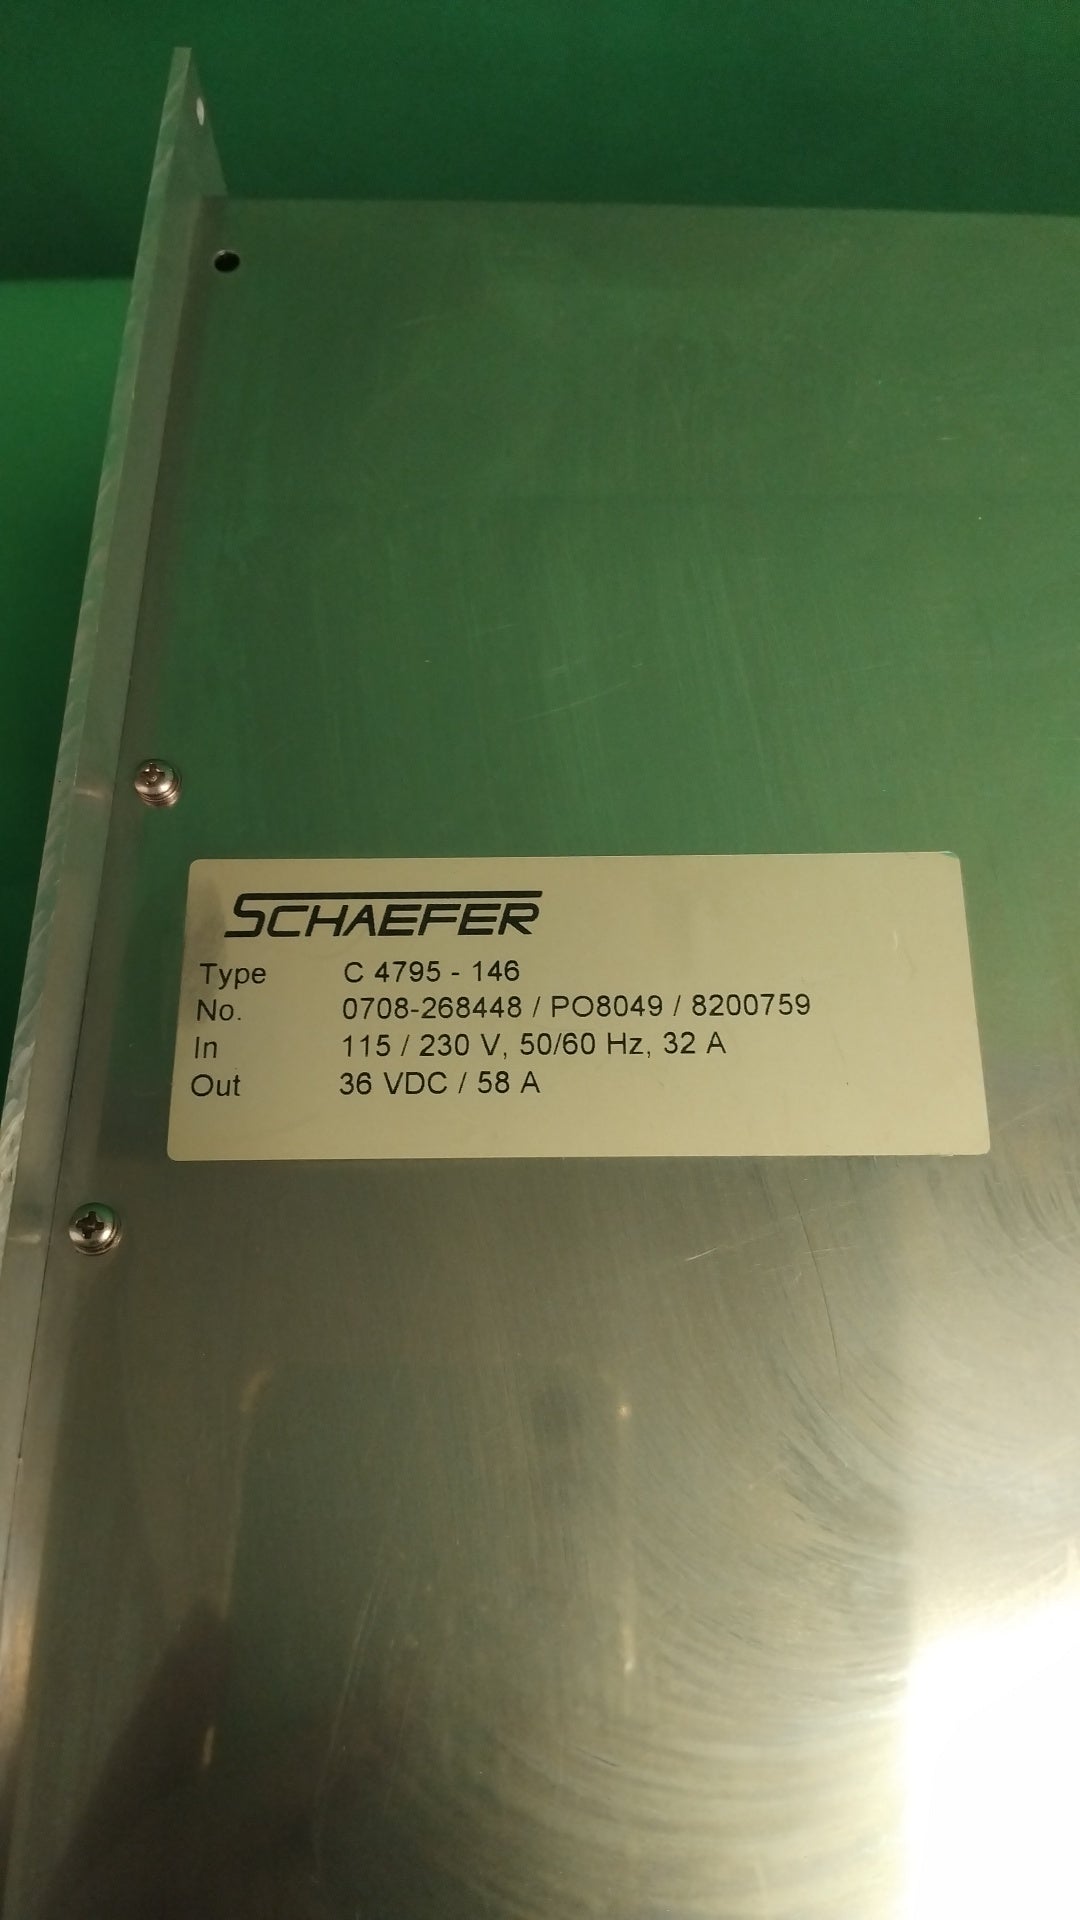 SCHAEFER
Type C 4795 - 146
No. 0708-268448 / PO8049 / 8200759
In 115 / 230 V, 50/60 Hz, 32 A
Out 36 VDC / 58 A